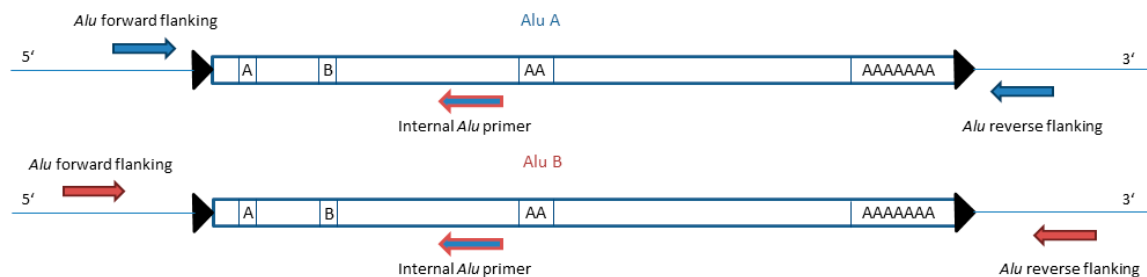 Alu forward flanking
Alu A
5‘ 3‘
A B AA AAAAAAA
Internal Alu primer
Alu reverse flanking
Alu B
Alu forward flanking
5‘ 3‘
A B AA AAAAAAA
Internal Alu primer
Alu reverse flanking